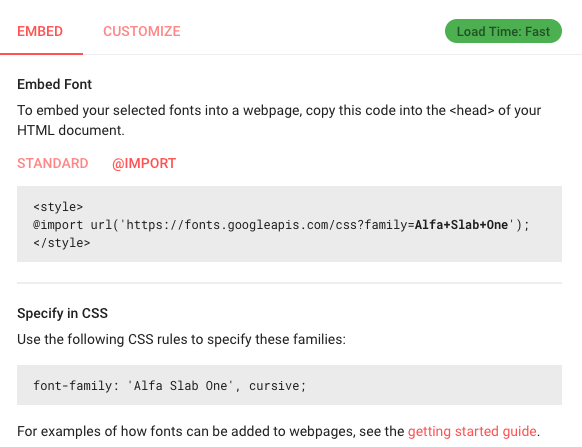 EMBED CUSTOMIZE Load Time: Fast
Embed Font
To embed your selected fonts into a webpage, copy this code into the <head> of your
HTML document.
STANDARD @IMPORT
<style>
@import url('https://fonts.googleapis.com/css?family=Alfa+Slab+One');
</style>
Specify in CSS
Use the following CSS rules to specify these families:
font-family: 'Alfa Slab One', cursive;
For examples of how fonts can be added to webpages, see the getting started guide.